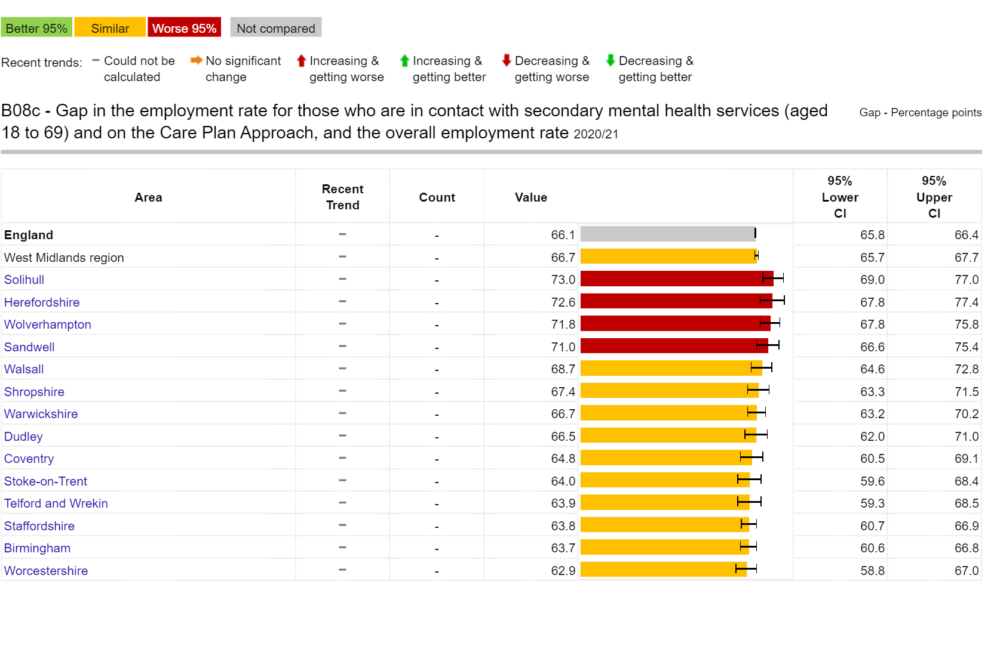 Better 95% Similar Worse 95% Not compared
Recent trends: Could not be calculated No significant change Increasing & getting worse Increasing & getting better Decreasing & getting worse Decreasing & getting better
B08c - Gap in the employment rate for those who are in contact with secondary mental health services (aged
18 to 69) and on the Care Plan Approach, and the overall employment rate 2020/21
Gap - Percentage points
Area Recent Trend Count Value 95% Lower CI 95% Upper CI
England – - 66.1 65.8 66.4
West Midlands region – - 66.7 65.7 67.7
Solihull – - 73.0 69.0 77.0
Herefordshire – - 72.6 67.8 77.4
Wolverhampton – - 71.8 67.8 75.8
Sandwell – - 71.0 66.6 75.4
Walsall – - 68.7 64.6 72.8
Shropshire – - 67.4 63.3 71.5
Warwickshire – - 66.7 63.2 70.2
Dudley – - 66.5 62.0 71.0
Coventry – - 64.8 60.5 69.1
Stoke-on-Trent – - 64.0 59.6 68.4
Telford and Wrekin – - 63.9 59.3 68.5
Staffordshire – - 63.8 60.7 66.9
Birmingham – - 63.7 60.6 66.8
Worcestershire – - 62.9 58.8 67.0